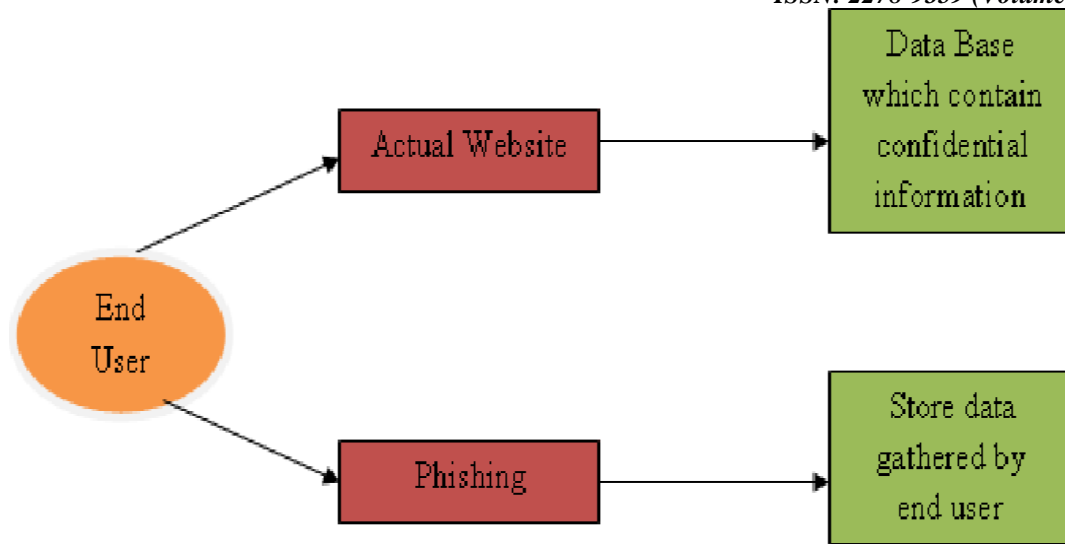 Data Base
which contain
confidential
information
Actual Website
End
User
Phishing
Store data
gathered by
end user